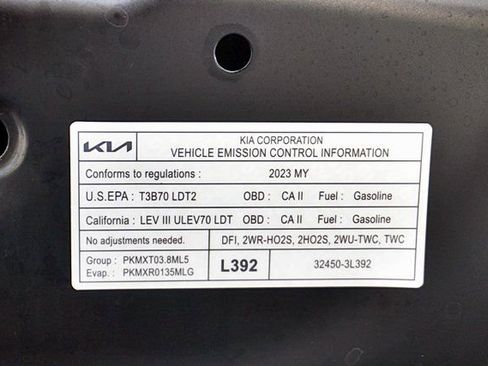 KIA
KIA CORPORATION
VEHICLE EMISSION CONTROL INFORMATION
Conforms to regulations : 2023 MY
U.S.EPA : T3B70 LDT2 OBD : CA II Fuel : Gasoline
California : LEV III ULEV70 LDT OBD : CA II Fuel : Gasoline
No adjustments needed. DFI, 2WR-HO2S, 2HO2S, 2WU-TWC, TWC
Group : PKMXT03.8ML5
Evap. : PKMXR0135MLG
L392
32450-3L392